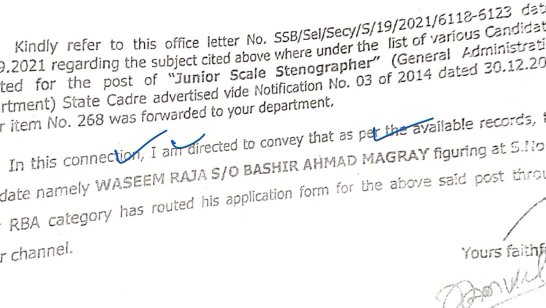 Kindly refer to this office letter No. SSB/Sel/Secy/S/19/2021/6118-6123 dat
9.2021 regarding the subject cited above where under the list of various Candidat
ted for the post of "Junior Scale Stenographer" (General Administrati
rtment) State Cadre advertised vide Notification No. 03 of 2014 dated 30.12.20
r item No. 268 was forwarded to your department.
In this connection, I am directed to convey that as per the available records, t
date namely WASEEM RAJA S/O BASHIR AHMAD MAGRAY figuring at S.No
RBA category has routed his application form for the above said post throu
r channel.
Yours faithf